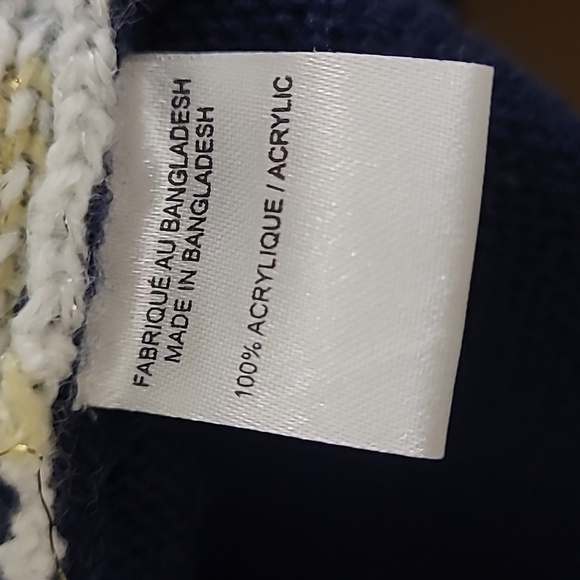 FABRIQUÉ AU BANGLADESH
MADE IN BANGLADESH
100% ACRYLIQUE / ACRYLIC